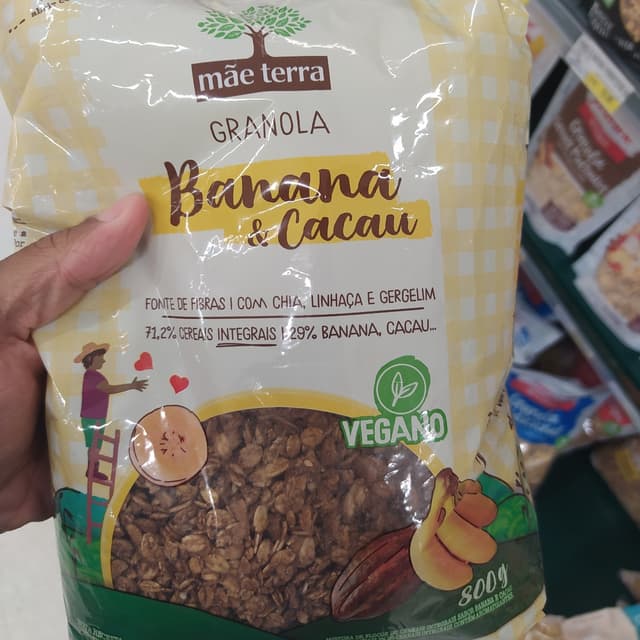 mãe terra
GRANOLA
Banana
& Cacau
FONTE DE FIBRAS | COM CHIA, LINHAÇA E GERGELIM
71,2% CEREAIS INTEGRAIS | 29% BANANA, CACAU...
VEGANO
800g